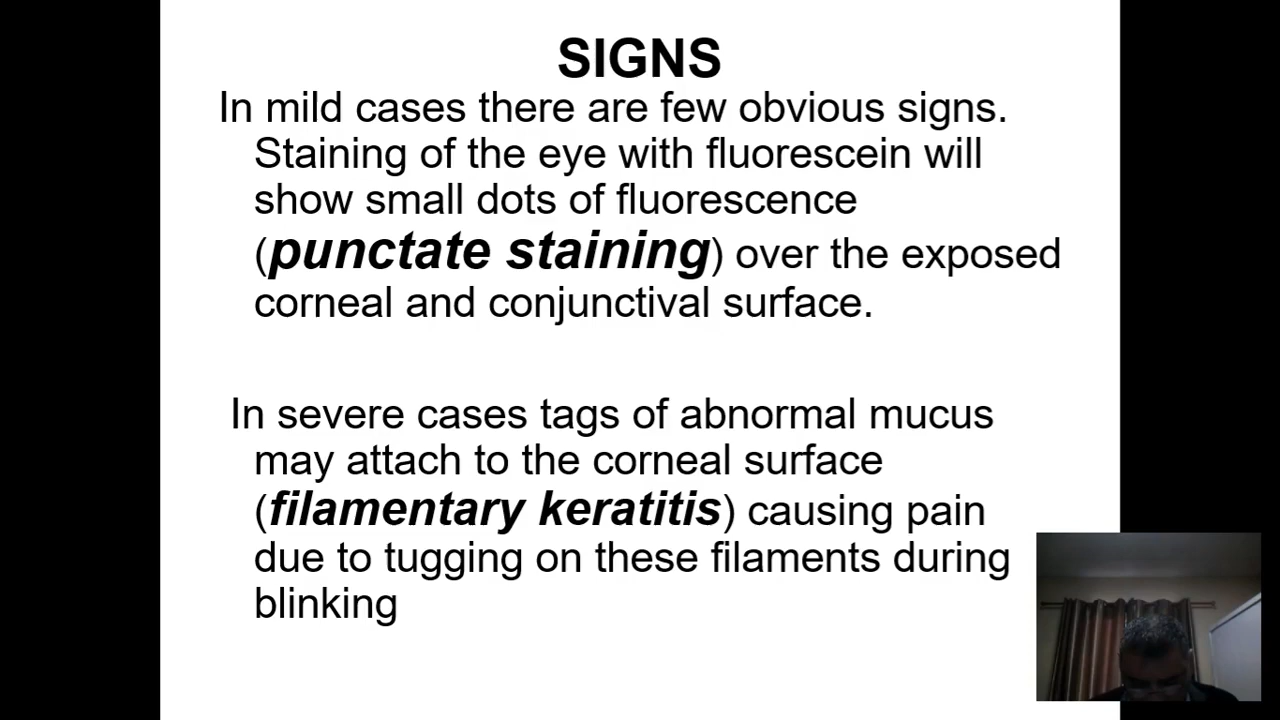 SIGNS
In mild cases there are few obvious signs.
Staining of the eye with fluorescein will
show small dots of fluorescence
(punctate staining) over the exposed
corneal and conjunctival surface.
In severe cases tags of abnormal mucus
may attach to the corneal surface
(filamentary keratitis) causing pain
due to tugging on these filaments during
blinking